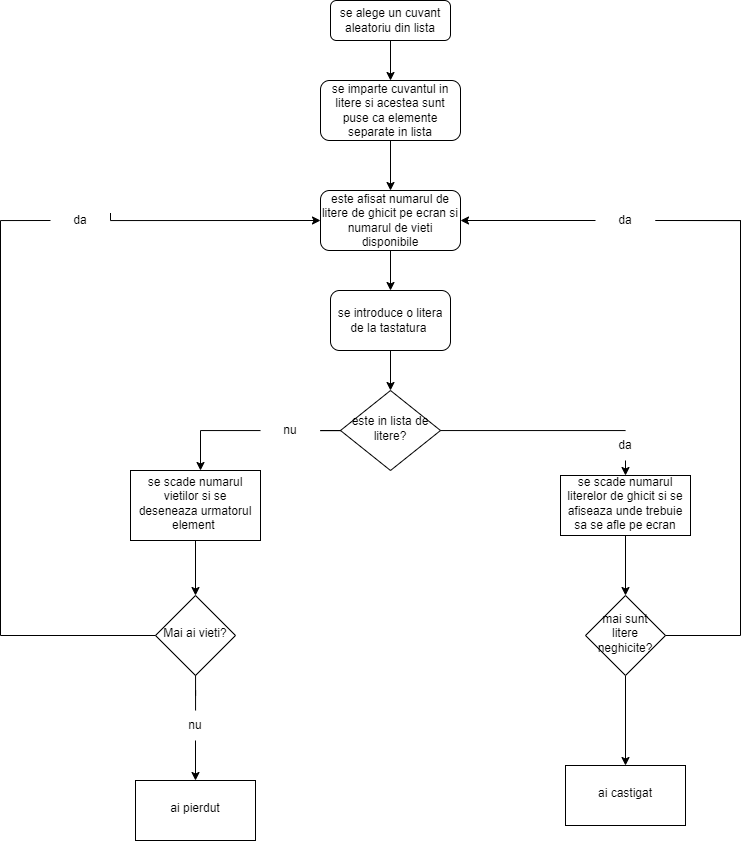 se alege un cuvant
aleatoriu din lista
se imparte cuvantul in
litere si acestea sunt
puse ca elemente
separate in lista
este afisat numarul de
litere de ghicit pe ecran si
numarul de vieti
disponibile
da
da
se introduce o litera
de la tastatura
este in lista de
litere?
nu
da
se scade numarul
vietilor si se
deseneaza urmatorul
element
se scade numarul
literelor de ghicit si se
afiseaza unde trebuie
sa se afle pe ecran
Mai ai vieti?
mai sunt
litere
neghicite?
nu
ai pierdut
ai castigat